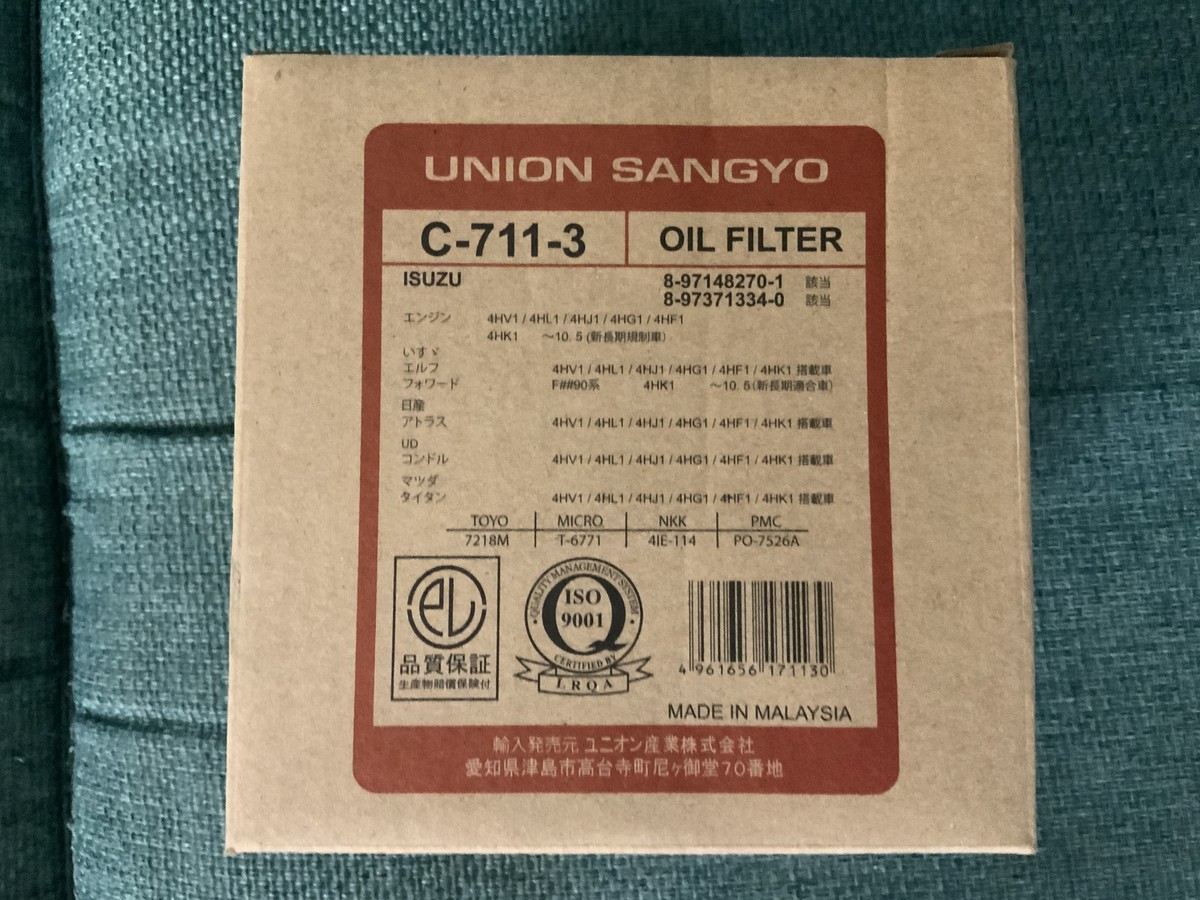 UNION SANGYO
C-711-3 OIL FILTER
ISUZU 8-97148270-1 該当
8-97371334-0 該当
エンジン 4HV1 / 4HL1 / 4HJ1 / 4HG1 / 4HF1
4HK1 ～10. 5 (新長期規制車)
いすゞ
エルフ 4HV1 / 4HL1 / 4HJ1 / 4HG1 / 4HF1 / 4HK1 搭載車
フォワード F##90系 4HK1 ～10. 5(新長期適合車)
日産
アトラス 4HV1 / 4HL1 / 4HJ1 / 4HG1 / 4HF1 / 4HK1 搭載車
UD
コンドル 4HV1 / 4HL1 / 4HJ1 / 4HG1 / 4HF1 / 4HK1 搭載車
マツダ
タイタン 4HV1 / 4HL1 / 4HJ1 / 4HG1 / 4HF1 / 4HK1 搭載車
TOYO MICRO NKK PMC
7218M T-6771 4IE-114 PO-7526A
PL
品質保証
生産物賠償保険付
QUALITY MANAGEMENT SYSTEM
ISO
9001
Q
CERTIFIED BY
LRQA
4 961656 171130
MADE IN MALAYSIA
輸入発売元 ユニオン産業株式会社
愛知県津島市高台寺町尼ヶ御堂70番地